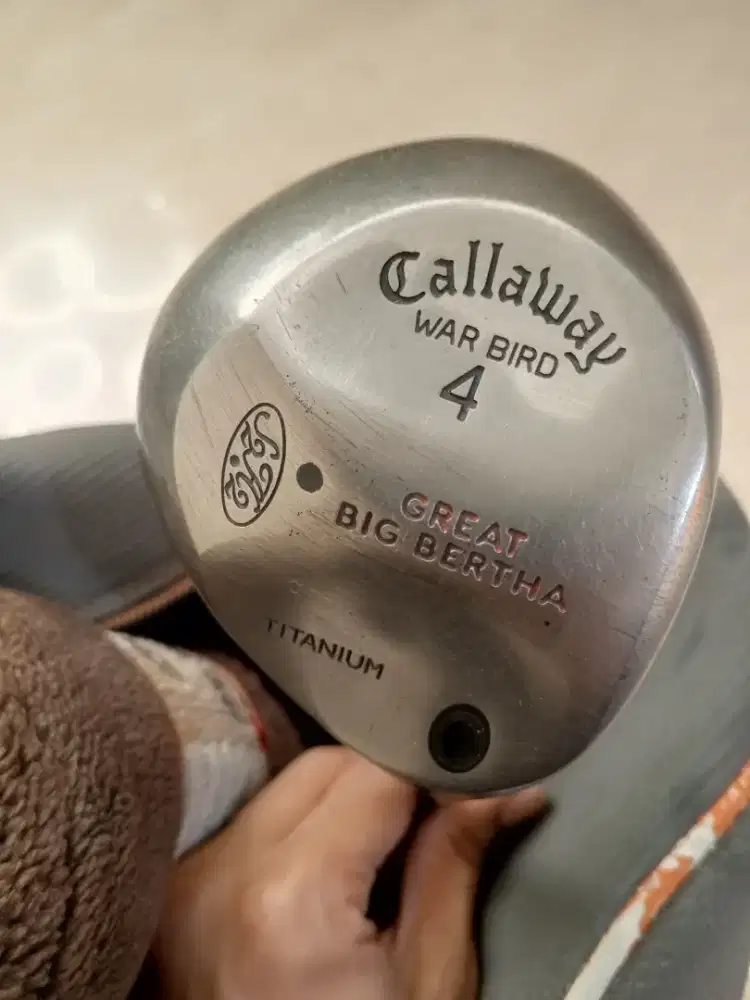 Callaway
WAR BIRD
4
GREAT
BIG BERTHA
TITANIUM